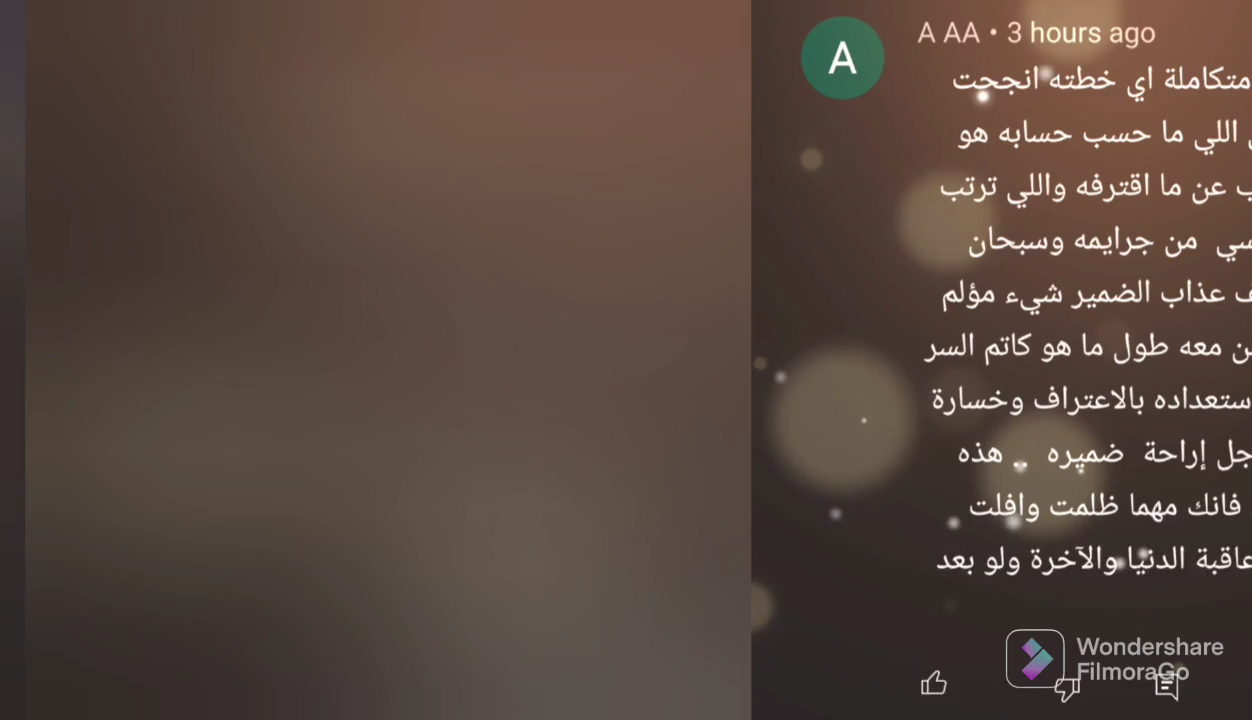 A
A AA • 3 hours ago
متكاملة اي خطته انجحت
اللي ما حسب حسابه هو
عن ما اقترفه واللي ترتب
من جرايمه وسبحان
عذاب الضمير شيء مؤلم
معه طول ما هو كاتم السر
ستعداده بالاعتراف وخسارة
جل إراحة ضميره .. هذه
فانك مهما ظلمت وافلت
عاقبة الدنيا والآخرة ولو بعد
Wondershare
FilmoraGo